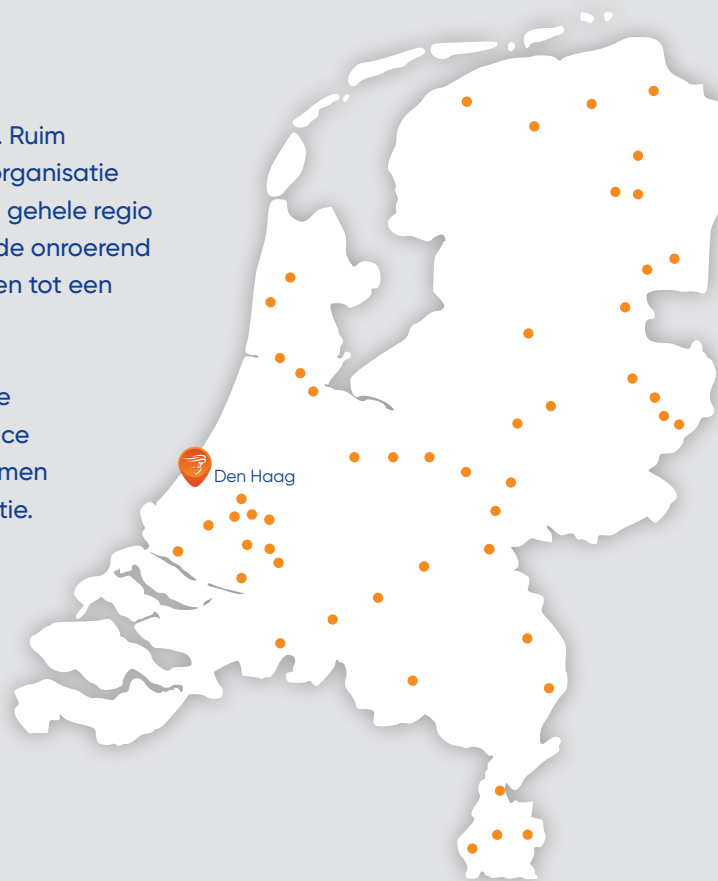 . Ruim
organisatie
gehele regio
de onroerend
en tot een
e
ce
men
tie.
Den Haag